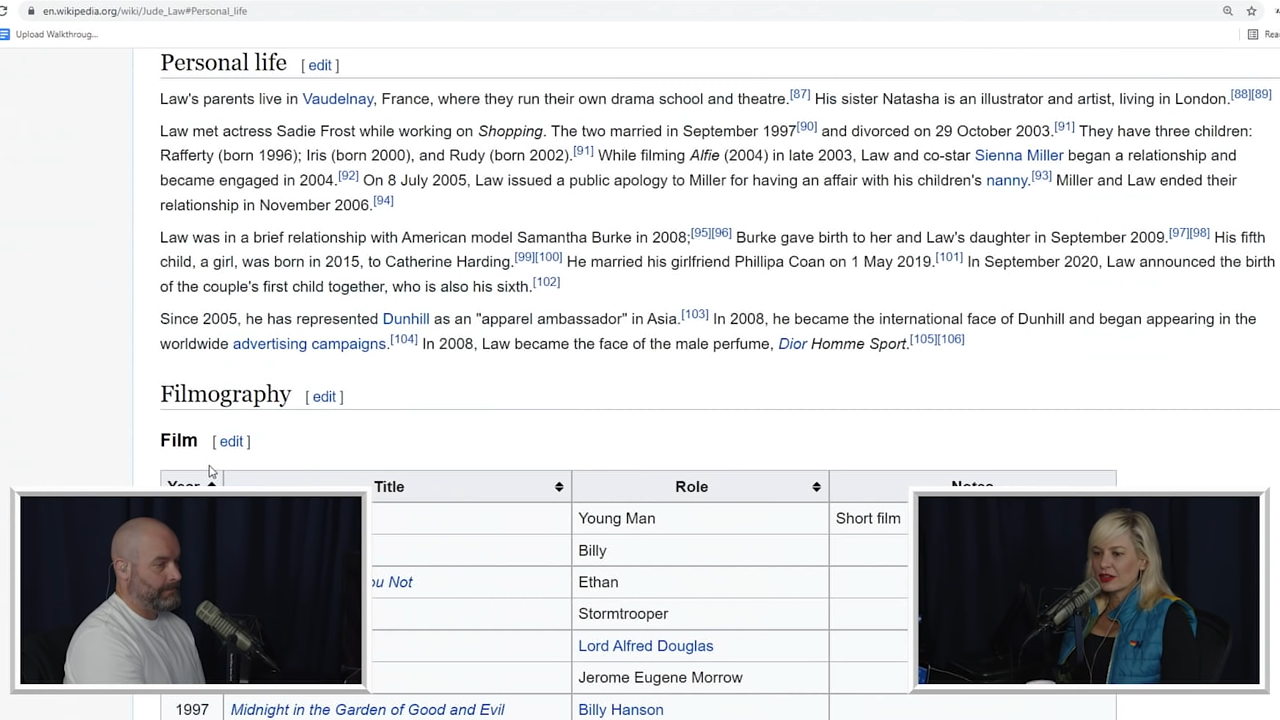 en.wikipedia.org/wiki/Jude_Law#Personal_life
Upload Walkthroug...
Rea
Personal life [ edit ]
Law's parents live in Vaudelnay, France, where they run their own drama school and theatre.[87] His sister Natasha is an illustrator and artist, living in London.[88][89]
Law met actress Sadie Frost while working on Shopping. The two married in September 1997[90] and divorced on 29 October 2003.[91] They have three children:
Rafferty (born 1996); Iris (born 2000), and Rudy (born 2002).[91] While filming Alfie (2004) in late 2003, Law and co-star Sienna Miller began a relationship and
became engaged in 2004.[92] On 8 July 2005, Law issued a public apology to Miller for having an affair with his children's nanny.[93] Miller and Law ended their
relationship in November 2006.[94]
Law was in a brief relationship with American model Samantha Burke in 2008;[95][96] Burke gave birth to her and Law's daughter in September 2009.[97][98] His fifth
child, a girl, was born in 2015, to Catherine Harding.[99][100] He married his girlfriend Phillipa Coan on 1 May 2019.[101] In September 2020, Law announced the birth
of the couple's first child together, who is also his sixth.[102]
Since 2005, he has represented Dunhill as an "apparel ambassador" in Asia.[103] In 2008, he became the international face of Dunhill and began appearing in the
worldwide advertising campaigns.[104] In 2008, Law became the face of the male perfume, Dior Homme Sport.[105][106]
Filmography [ edit ]
Film [ edit ]
Year Title Role Notes
Young Man Short film
Billy
ou Not Ethan
Stormtrooper
Lord Alfred Douglas
Jerome Eugene Morrow
1997 Midnight in the Garden of Good and Evil Billy Hanson